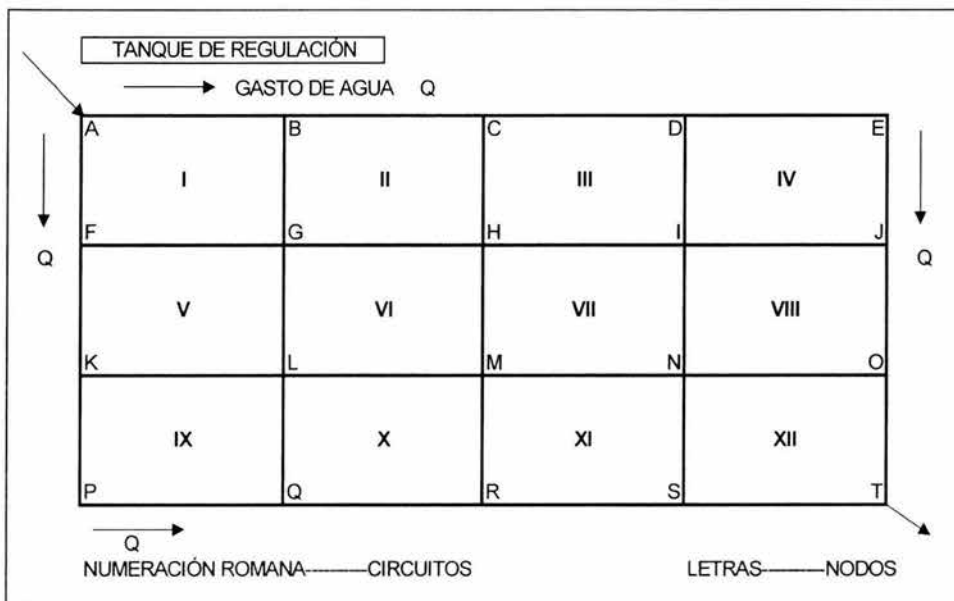 TANQUE DE REGULACIÓN
GASTO DE AGUA Q
A B C D E
I II III IV
F G H I J
Q Q
V VI VII VIII
K L M N O
IX X XI XII
P Q R S T
Q
NUMERACIÓN ROMANA----------CIRCUITOS LETRAS----------NODOS